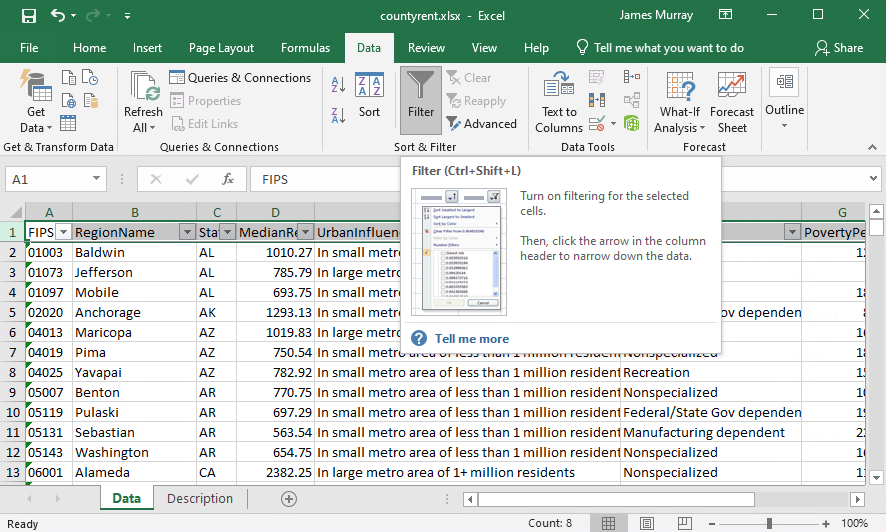 countyrent.xlsx - Excel
James Murray
File Home Insert Page Layout Formulas Data Review View Help Tell me what you want to do Share
Get Data
Refresh All
Queries & Connections
Properties
Edit Links
Sort
Filter
Clear
Reapply
Advanced
Text to Columns
What-If Analysis
Forecast Sheet
Outline
Get & Transform Data Queries & Connections Sort & Filter Data Tools Forecast
A1 fx FIPS
Filter (Ctrl+Shift+L)
Turn on filtering for the selected
cells.
Then, click the arrow in the column
header to narrow down the data.
Tell me more
A B C D G
1 FIPS RegionName Sta MedianRe UrbanInfluen PovertyPe
2 01003 Baldwin AL 1010.27 In small metro 12
3 01073 Jefferson AL 785.79 In large metro
4 01097 Mobile AL 693.75 In small metro 18
5 02020 Anchorage AK 1293.13 In small metro ov dependen 8
6 04013 Maricopa AZ 1019.83 In large metro 16
7 04019 Pima AZ 750.54 In small metro area of less than 1 million resident Nonspecialized 18
8 04025 Yavapai AZ 782.92 In small metro area of less than 1 million resident Recreation 15
9 05007 Benton AR 770.75 In small metro area of less than 1 million resident Nonspecialized 10
10 05119 Pulaski AR 697.29 In small metro area of less than 1 million resident Federal/State Gov dependen 19
11 05131 Sebastian AR 563.54 In small metro area of less than 1 million resident Manufacturing dependent 22
12 05143 Washington AR 654.75 In small metro area of less than 1 million resident Nonspecialized 16
13 06001 Alameda CA 2382.25 In large metro area of 1+ million residents Nonspecialized 11
Data Description
Ready Count: 8 100%